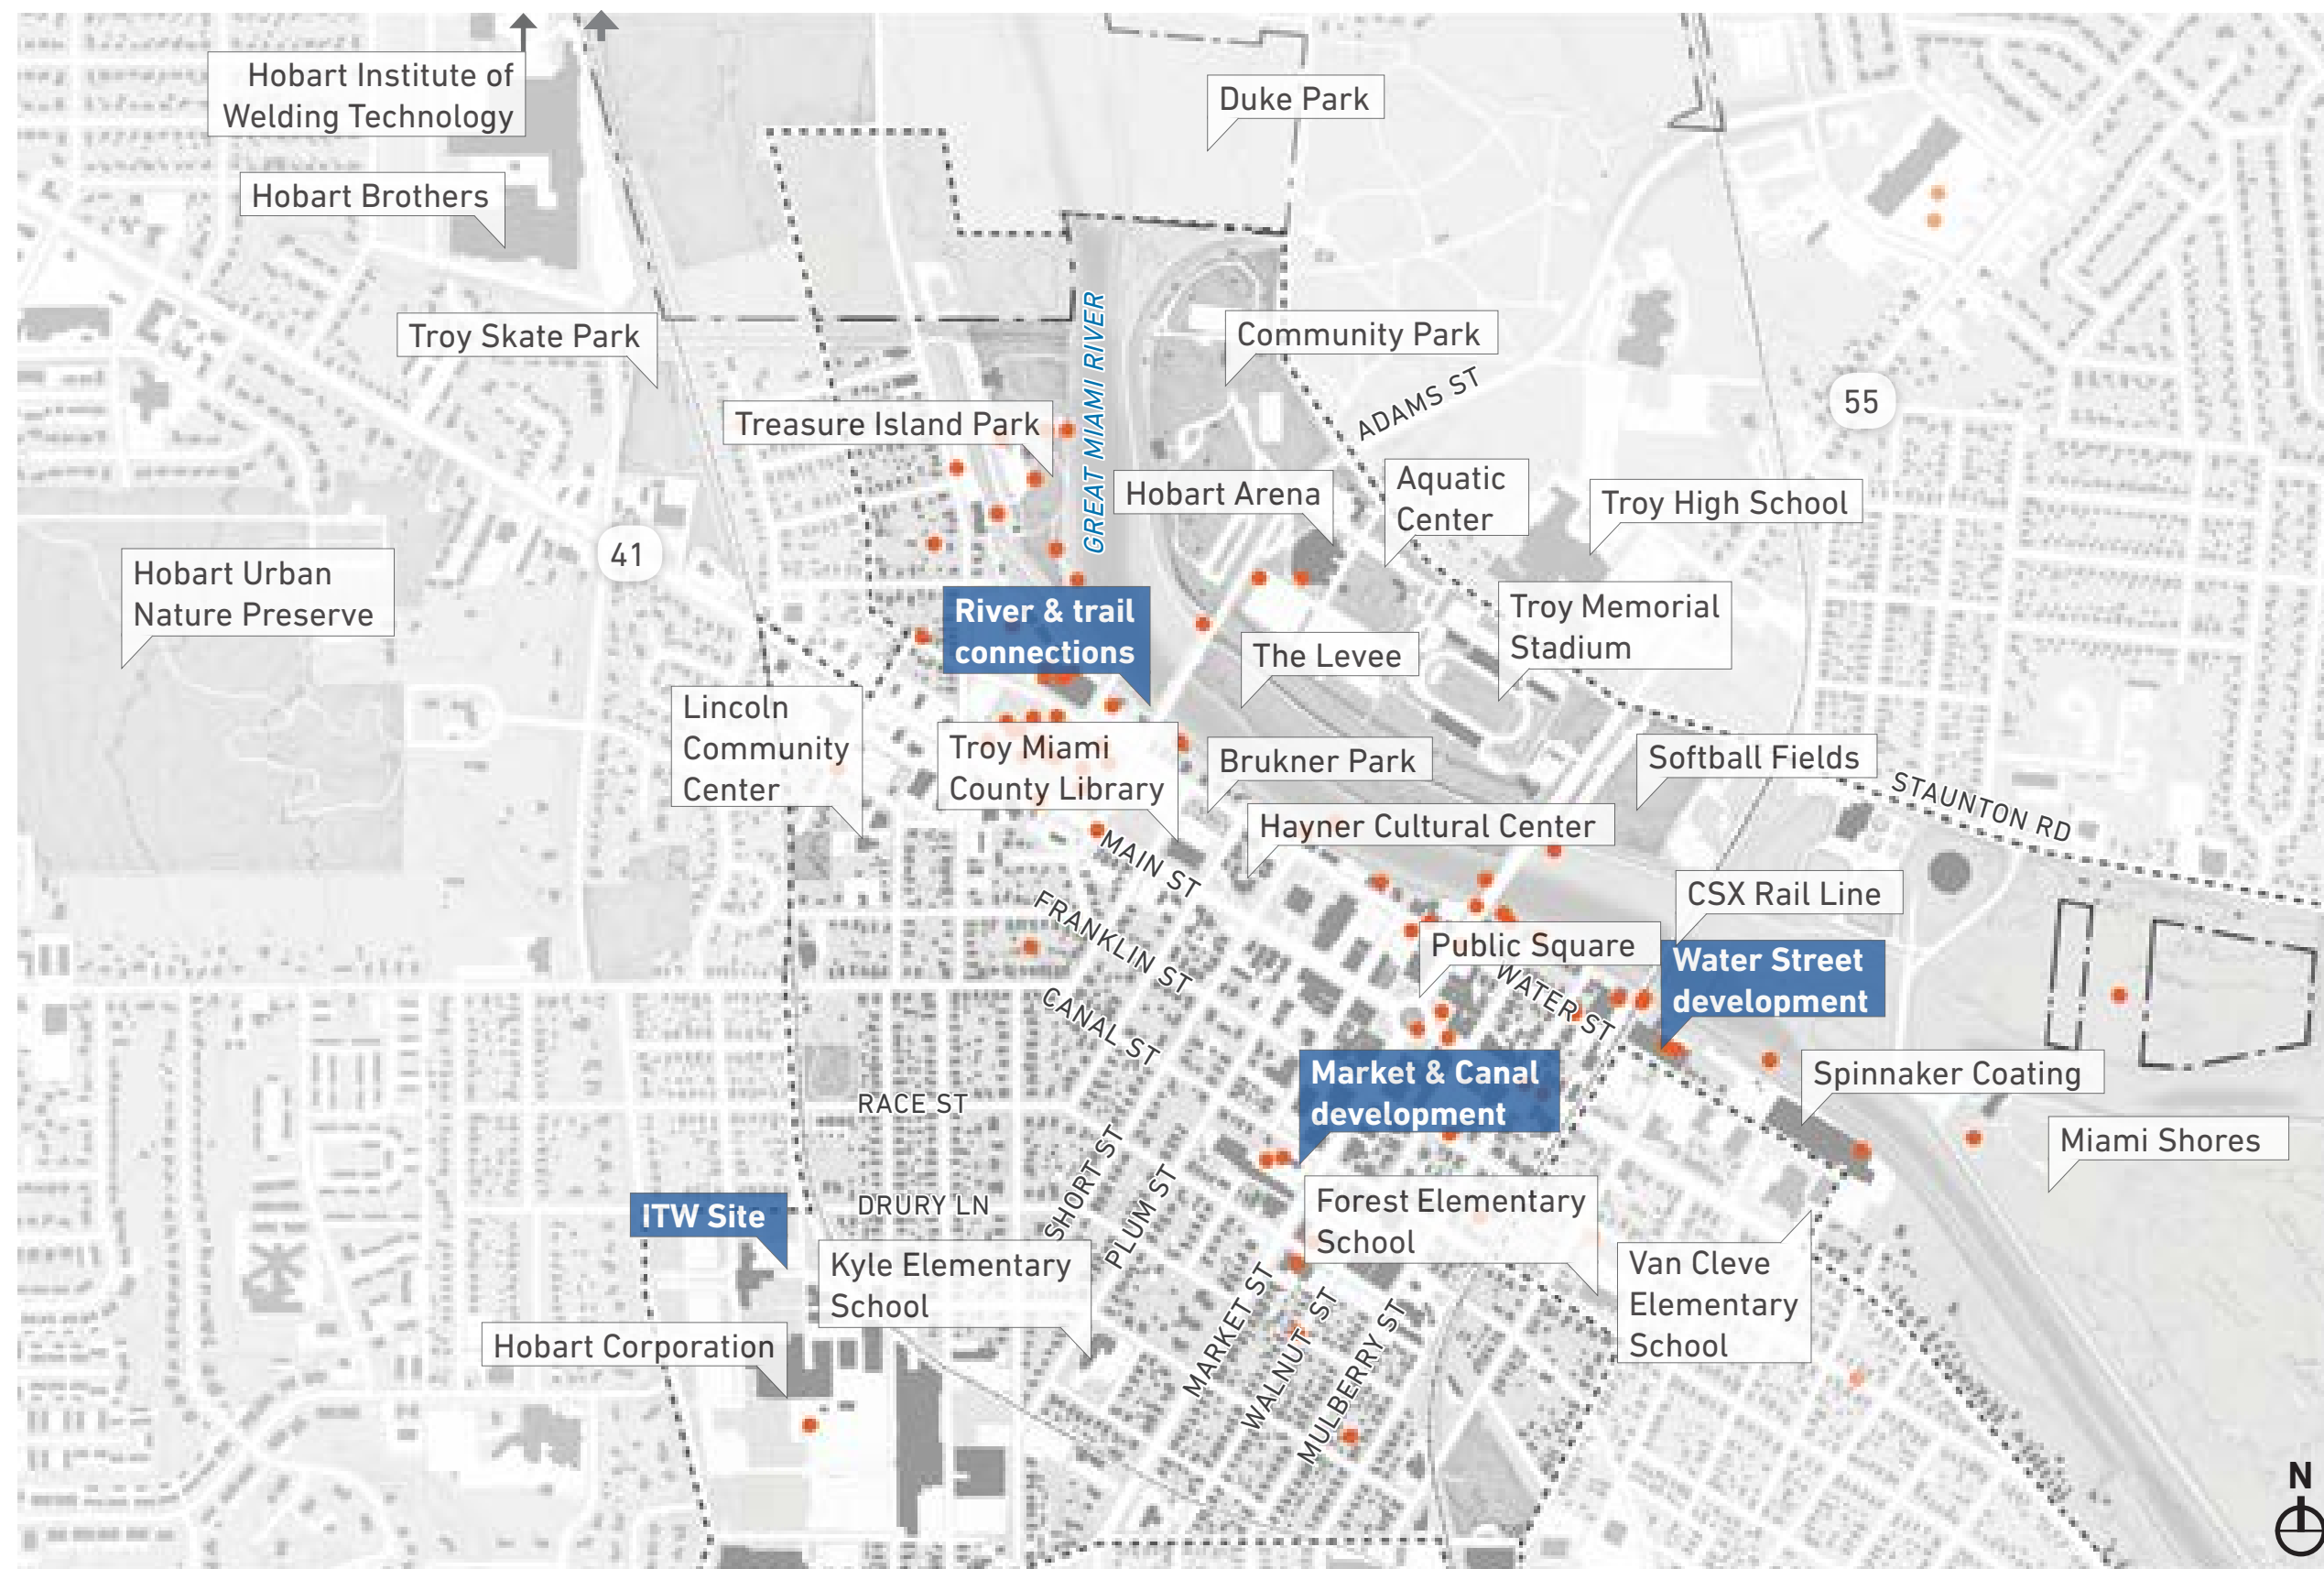 Hobart Institute of
Welding Technology
Duke Park
Hobart Brothers
Troy Skate Park
Community Park
GREAT MIAMI RIVER
ADAMS ST
55
Treasure Island Park
Hobart Arena
Aquatic
Center
Troy High School
41
Hobart Urban
Nature Preserve
River & trail
connections
The Levee
Troy Memorial
Stadium
Lincoln
Community
Center
Troy Miami
County Library
Brukner Park
Softball Fields
STAUNTON RD
Hayner Cultural Center
MAIN ST
CSX Rail Line
FRANKLIN ST
Public Square
Water Street
development
WATER ST
CANAL ST
Market & Canal
development
Spinnaker Coating
RACE ST
Miami Shores
SHORT ST
PLUM ST
DRURY LN
ITW Site
Forest Elementary
School
Kyle Elementary
School
Van Cleve
Elementary
School
Hobart Corporation
MARKET ST
WALNUT ST
MULBERRY ST
N